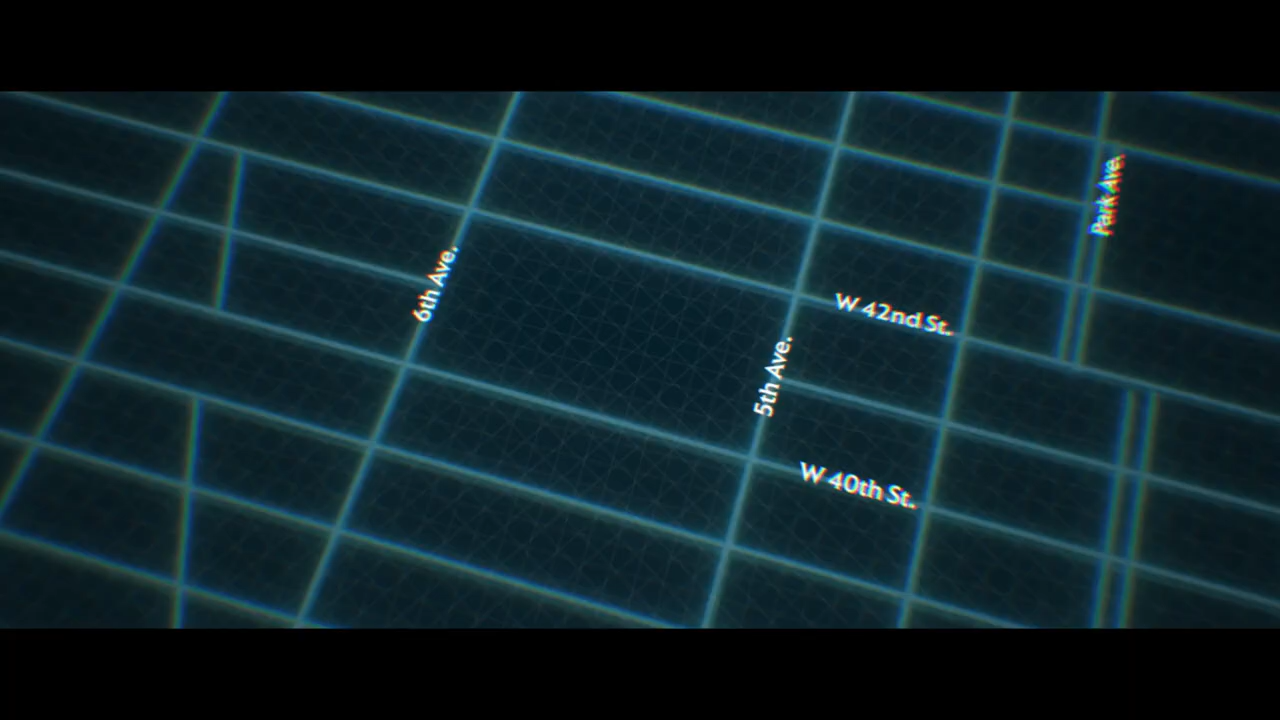 Park Ave.
6th Ave.
W 42nd St.
5th Ave.
W 40th St.